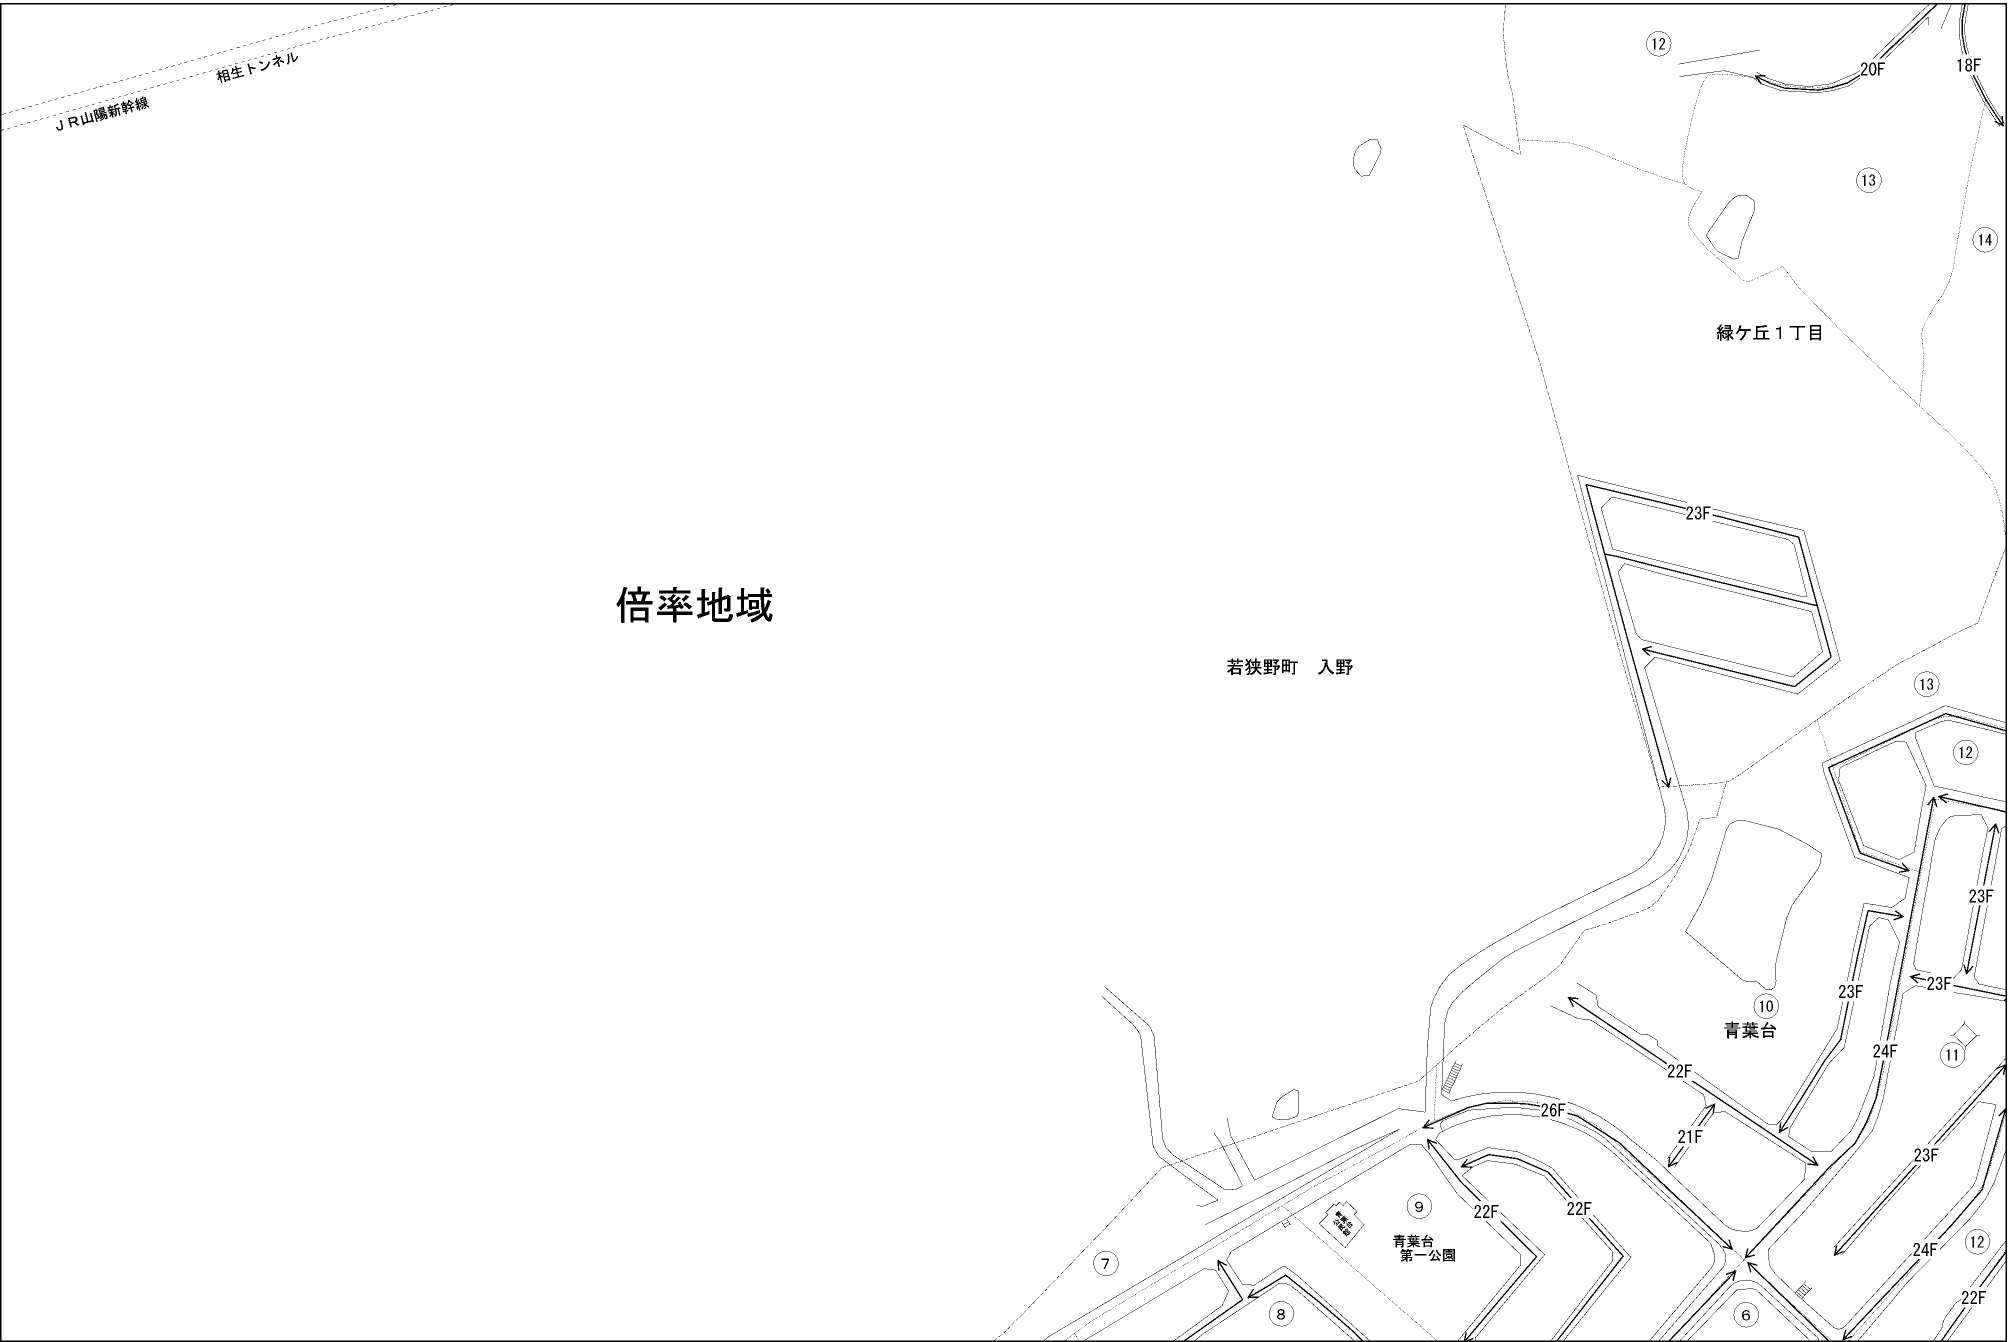 相生トンネル
ＪＲ山陽新幹線
⑫
20F
18F
⑬
⑭
緑ケ丘１丁目
23F
倍率地域
若狭野町　入野
⑬
⑫
23F
23F
23F
⑩
青葉台
24F
⑪
22F
26F
21F
23F
22F
22F
⑨
青葉台
第一公園
24F
⑫
⑦
22F
⑧
⑥